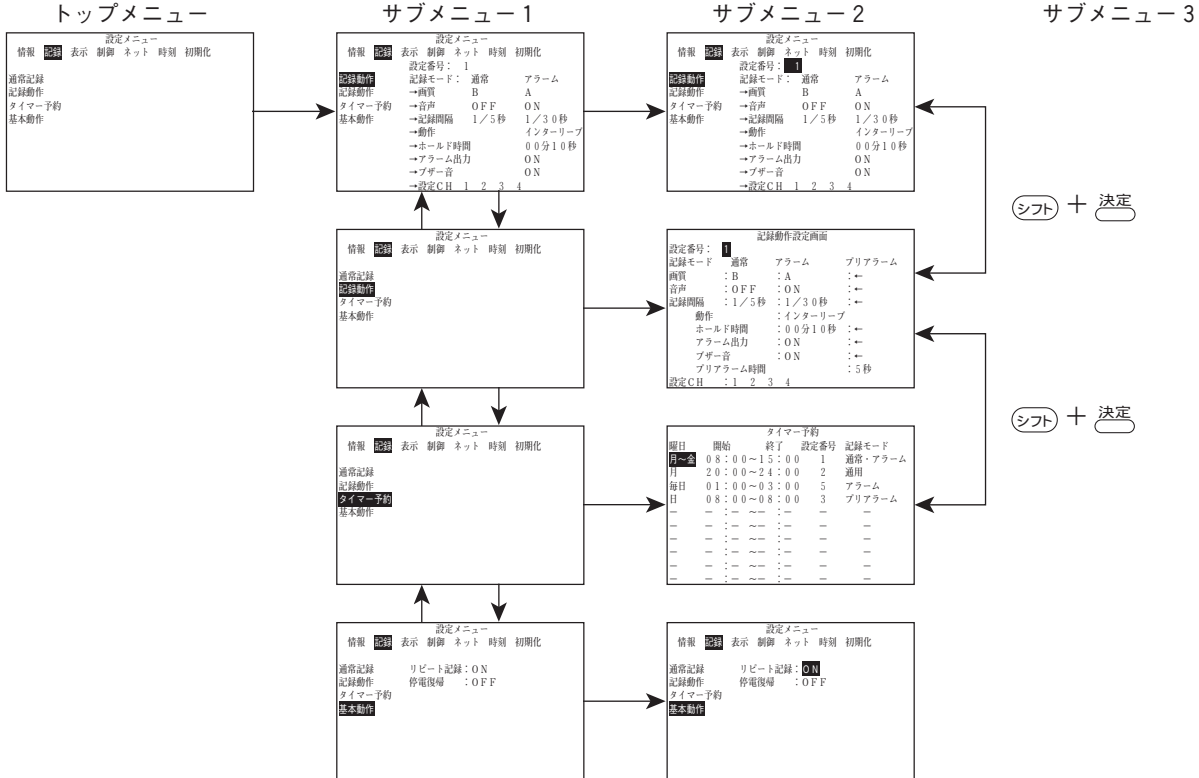 トップメニュー
サブメニュー1
サブメニュー2
サブメニュー3
設定メニュー
情報 記録 表示 制御 ネット 時刻 初期化
通常記録
記録動作
タイマー予約
基本動作
設定メニュー
情報 記録 表示 制御 ネット 時刻 初期化
設定番号： 1
記録動作 記録モード： 通常 アラーム
記録動作 →画質 B A
タイマー予約 →音声 OFF ON
基本動作 →記録間隔 1／5秒 1／30秒
→動作 インターリーブ
→ホールド時間 00分10秒
→アラーム出力 ON
→ブザー音 ON
→設定CH 1 2 3 4
設定メニュー
情報 記録 表示 制御 ネット 時刻 初期化
設定番号： 1
記録動作 記録モード： 通常 アラーム
記録動作 →画質 B A
タイマー予約 →音声 OFF ON
基本動作 →記録間隔 1／5秒 1／30秒
→動作 インターリーブ
→ホールド時間 00分10秒
→アラーム出力 ON
→ブザー音 ON
→設定CH 1 2 3 4
シフト ＋ 決定
設定メニュー
情報 記録 表示 制御 ネット 時刻 初期化
通常記録
記録動作
タイマー予約
基本動作
記録動作設定画面
設定番号： 1
記録モード 通常 アラーム プリアラーム
画質 ：B ：A ：←
音声 ：OFF ：ON ：←
記録間隔 ：1／5秒 ：1／30秒 ：←
動作 ：インターリーブ
ホールド時間 ：00分10秒 ：←
アラーム出力 ：ON ：←
ブザー音 ：ON ：←
プリアラーム時間 ：5秒
設定CH ：1 2 3 4
シフト ＋ 決定
設定メニュー
情報 記録 表示 制御 ネット 時刻 初期化
通常記録
記録動作
タイマー予約
基本動作
タイマー予約
曜日 開始 終了 設定番号 記録モード
月～金 08：00～15：00 1 通常・アラーム
月 20：00～24：00 2 通用
毎日 01：00～03：00 5 アラーム
日 08：00～08：00 3 プリアラーム
－ －：－ ～－ ：－ － －
－ －：－ ～－ ：－ － －
－ －：－ ～－ ：－ － －
－ －：－ ～－ ：－ － －
－ －：－ ～－ ：－ － －
－ －：－ ～－ ：－ － －
設定メニュー
情報 記録 表示 制御 ネット 時刻 初期化
通常記録 リピート記録：ON
記録動作 停電復帰 ：OFF
タイマー予約
基本動作
設定メニュー
情報 記録 表示 制御 ネット 時刻 初期化
通常記録 リピート記録：ON
記録動作 停電復帰 ：OFF
タイマー予約
基本動作